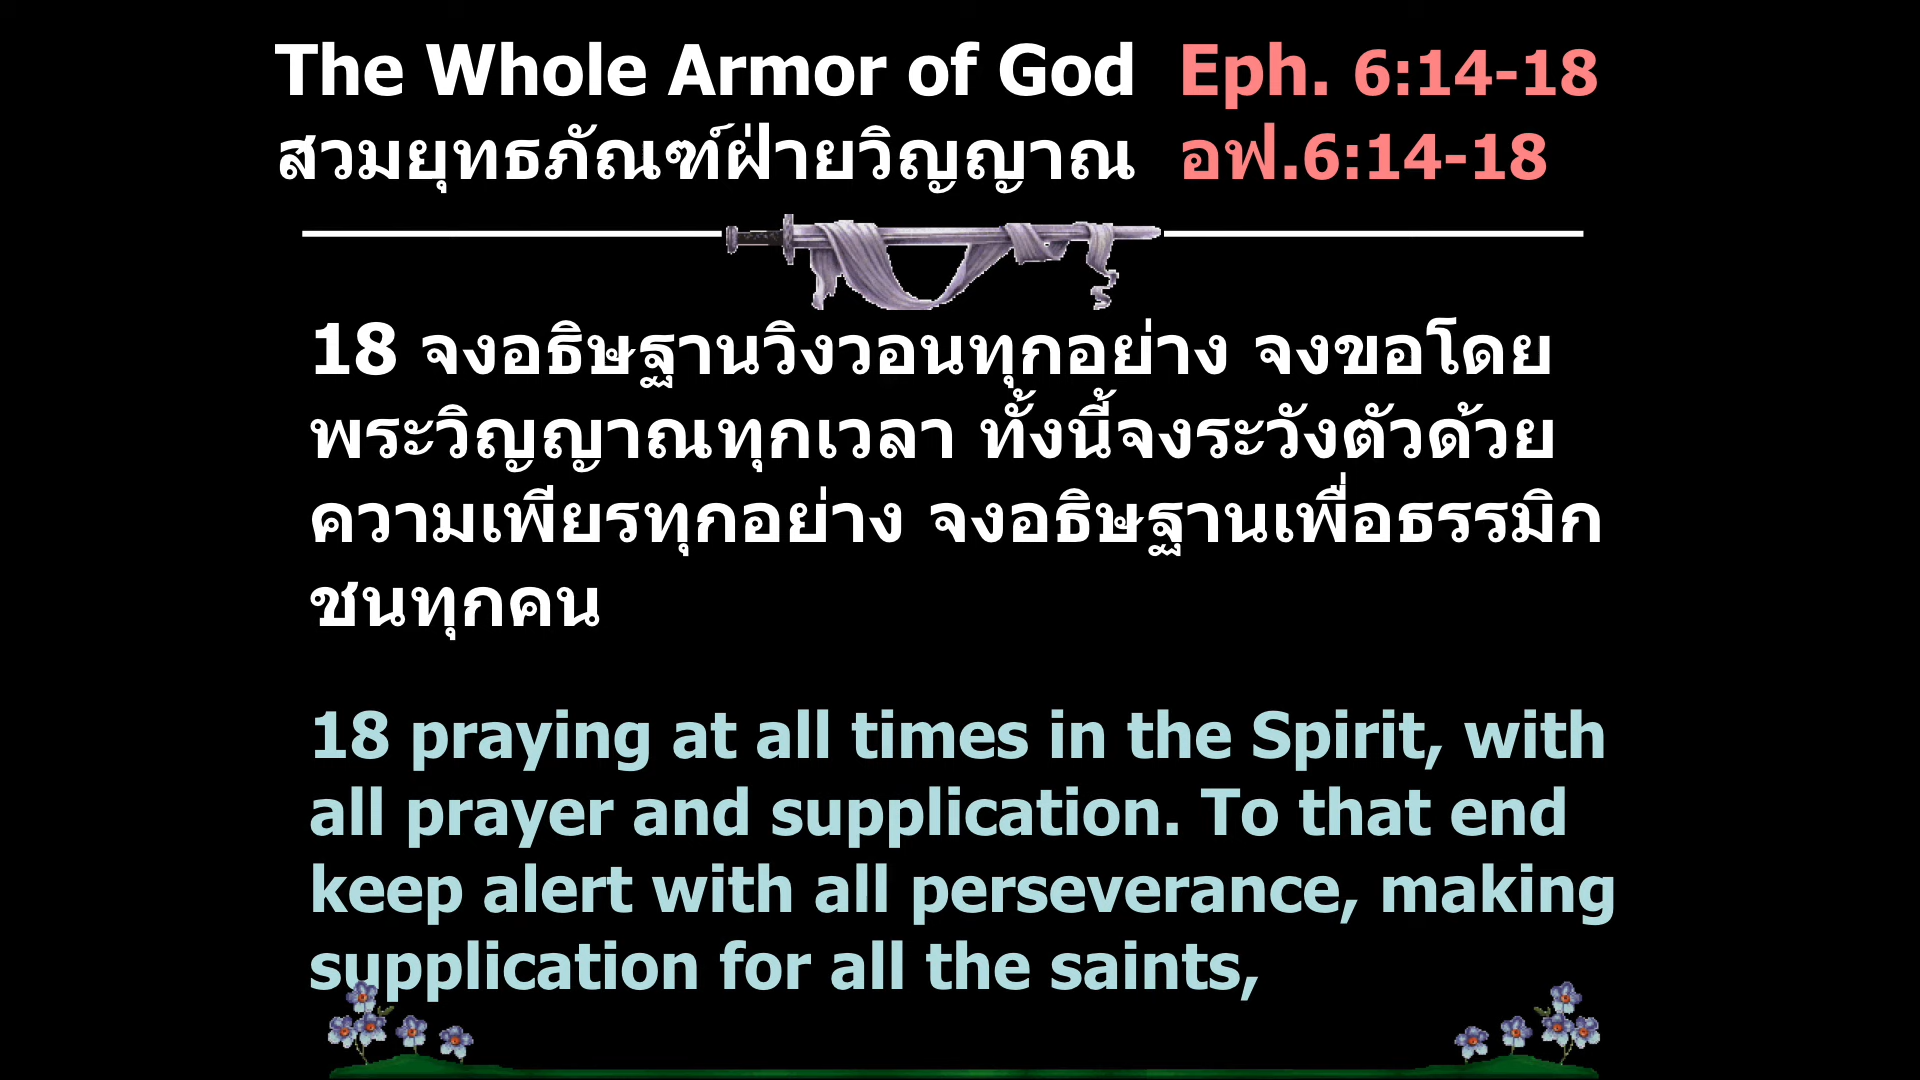 The Whole Armor of God Eph. 6:14-18
สวมยุทธภัณฑ์ฝ่ายวิญญาณ อฟ.6:14-18
18 จงอธิษฐานวิงวอนทุกอย่าง จงขอโดย
พระวิญญาณทุกเวลา ทั้งนี้จงระวังตัวด้วย
ความเพียรทุกอย่าง จงอธิษฐานเพื่อธรรมิก
ชนทุกคน
18 praying at all times in the Spirit, with
all prayer and supplication. To that end
keep alert with all perseverance, making
supplication for all the saints,